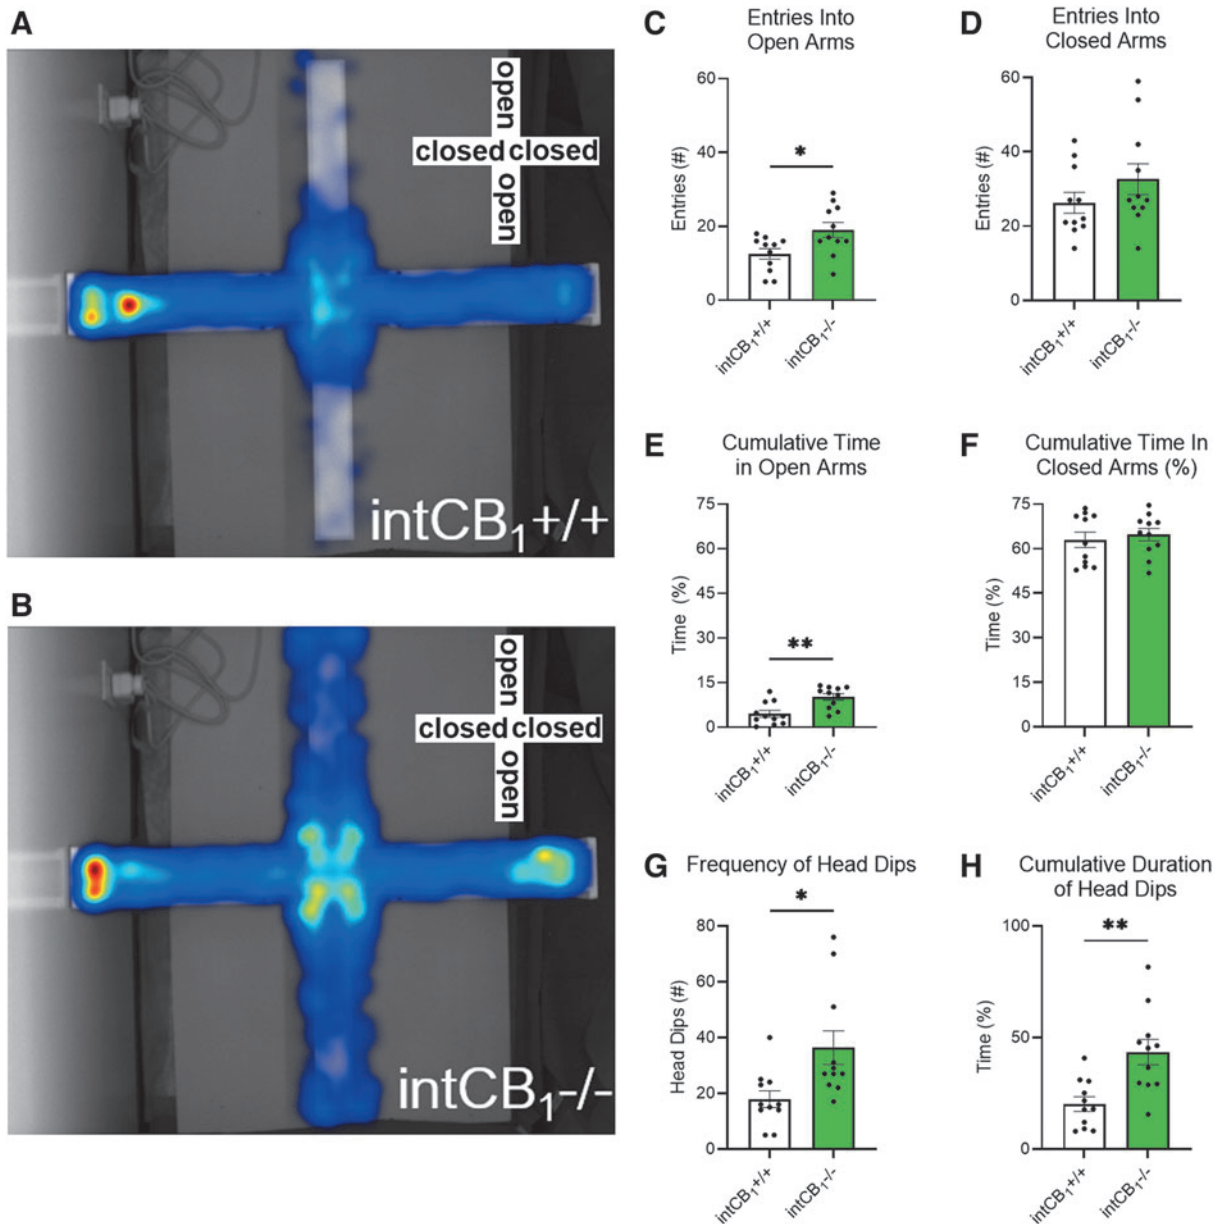 A
open
closed closed
open
intCB₁+/+
B
open
closed closed
open
intCB₁-/-
C
Entries Into
Open Arms
60
40
20
0
Entries (#)
*
intCB₁+/+
intCB₁-/-
D
Entries Into
Closed Arms
60
40
20
0
Entries (#)
intCB₁+/+
intCB₁-/-
E
Cumulative Time
in Open Arms
75
60
45
30
15
0
Time (%)
**
intCB₁+/+
intCB₁-/-
F
Cumulative Time In
Closed Arms (%)
75
60
45
30
15
0
Time (%)
intCB₁+/+
intCB₁-/-
G
Frequency of Head Dips
80
60
40
20
0
Head Dips (#)
*
intCB₁+/+
intCB₁-/-
H
Cumulative Duration
of Head Dips
100
50
0
Time (%)
**
intCB₁+/+
intCB₁-/-